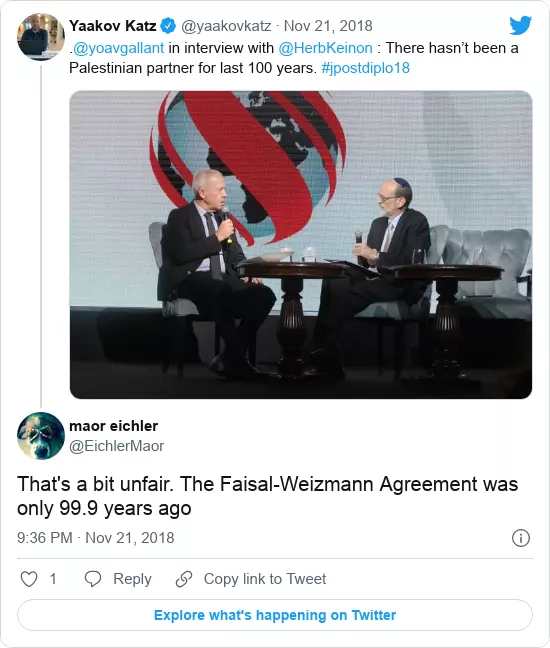 Yaakov Katz @yaakovkatz · Nov 21, 2018
.@yoavgallant in interview with @HerbKeinon : There hasn’t been a
Palestinian partner for last 100 years. #jpostdiplo18
maor eichler
@EichlerMaor
That's a bit unfair. The Faisal-Weizmann Agreement was
only 99.9 years ago
9:36 PM · Nov 21, 2018
1 Reply Copy link to Tweet
Explore what's happening on Twitter